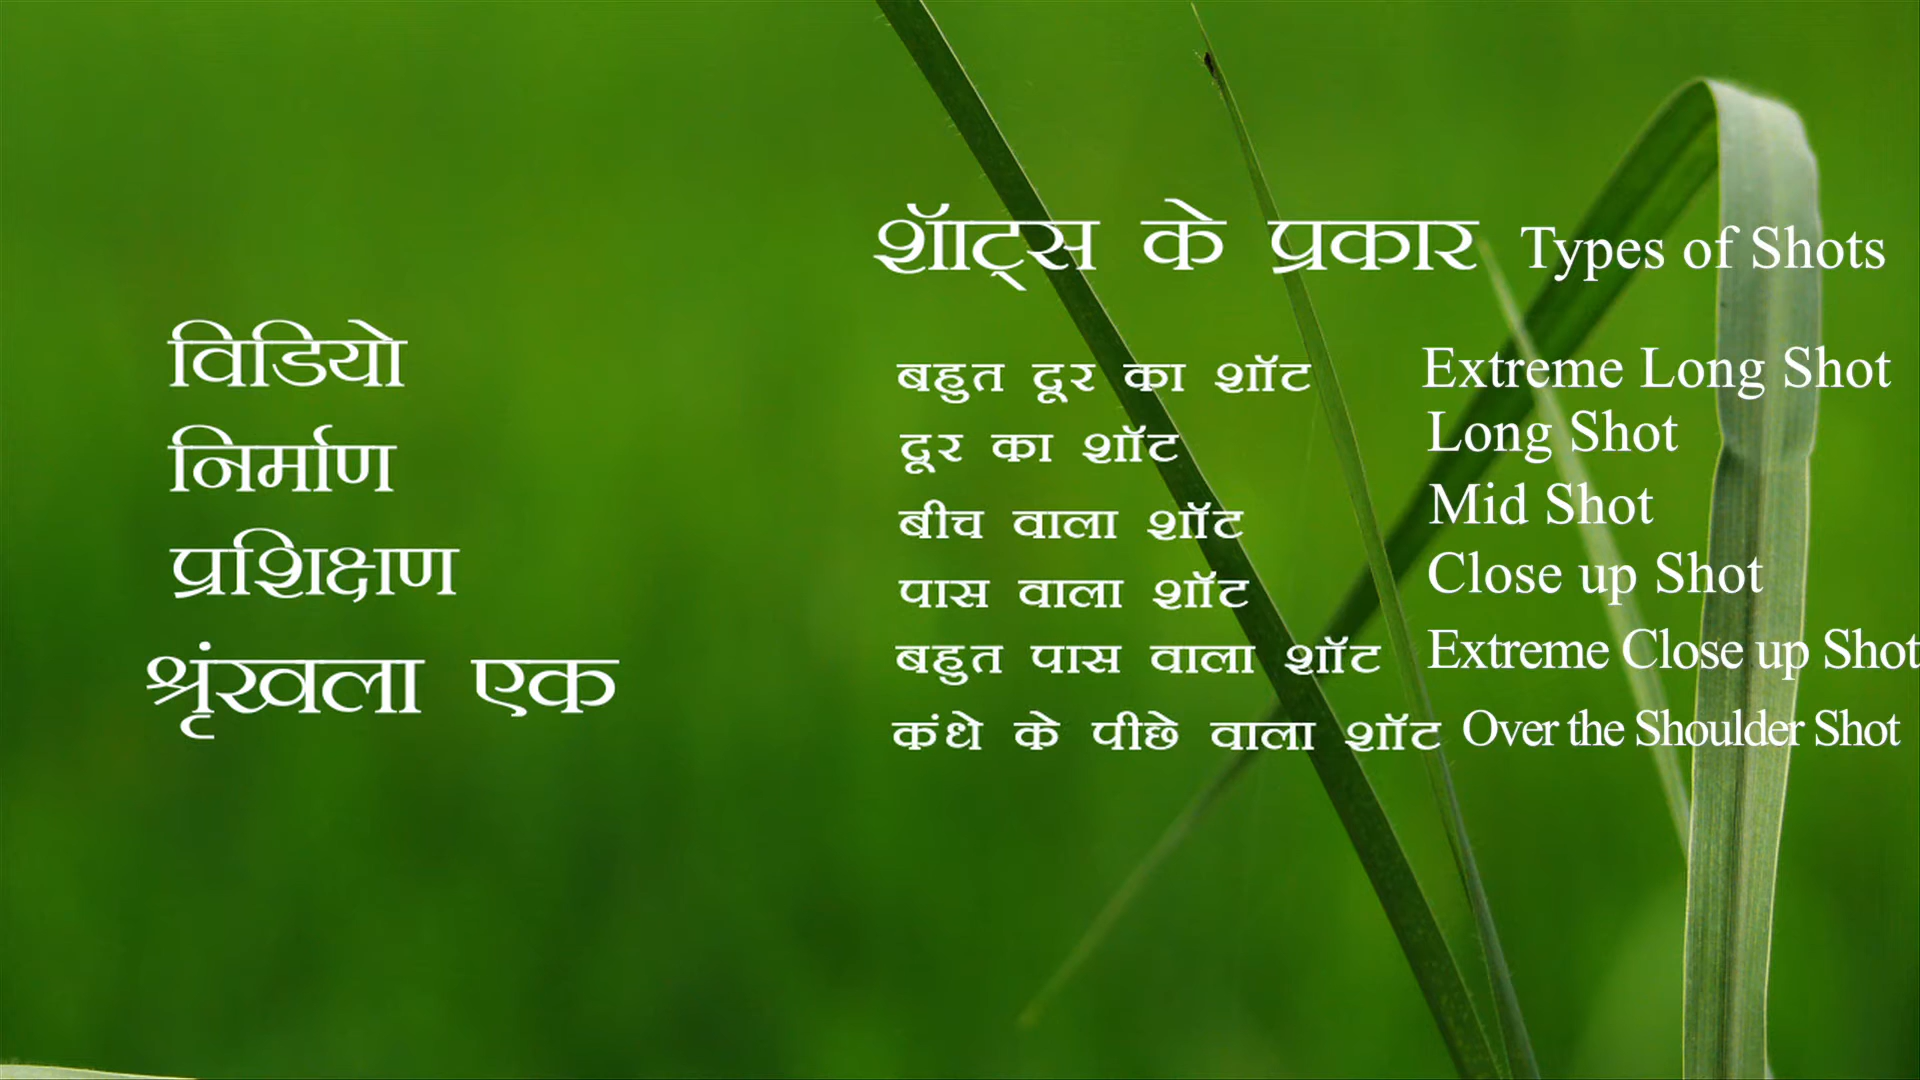 विडियो
निर्माण
प्रशिक्षण
श्रृंखला एक
शॉट्स के प्रकार Types of Shots
बहुत दूर का शॉट Extreme Long Shot
दूर का शॉट Long Shot
बीच वाला शॉट Mid Shot
पास वाला शॉट Close up Shot
बहुत पास वाला शॉट Extreme Close up Shot
कंधे के पीछे वाला शॉट Over the Shoulder Shot